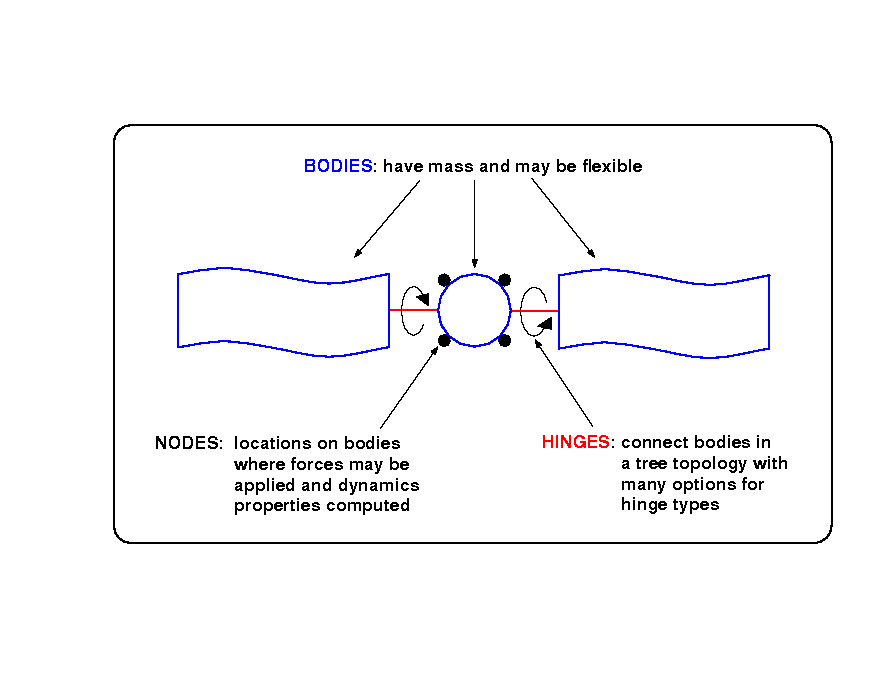 BODIES: have mass and may be flexible
NODES: locations on bodies
where forces may be
applied and dynamics
properties computed
HINGES: connect bodies in
a tree topology with
many options for
hinge types